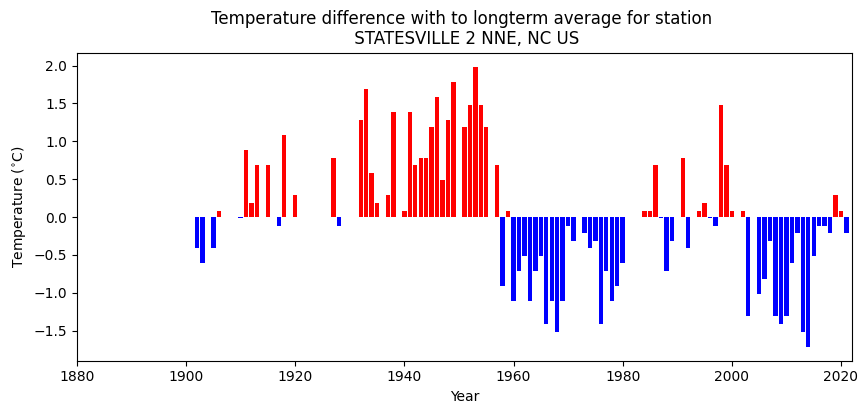 Temperature difference with to longterm average for station
STATESVILLE 2 NNE, NC US
2.0
1.5
1.0
0.5
0.0
−0.5
−1.0
−1.5
Temperature (°C)
1880 1900 1920 1940 1960 1980 2000 2020
Year